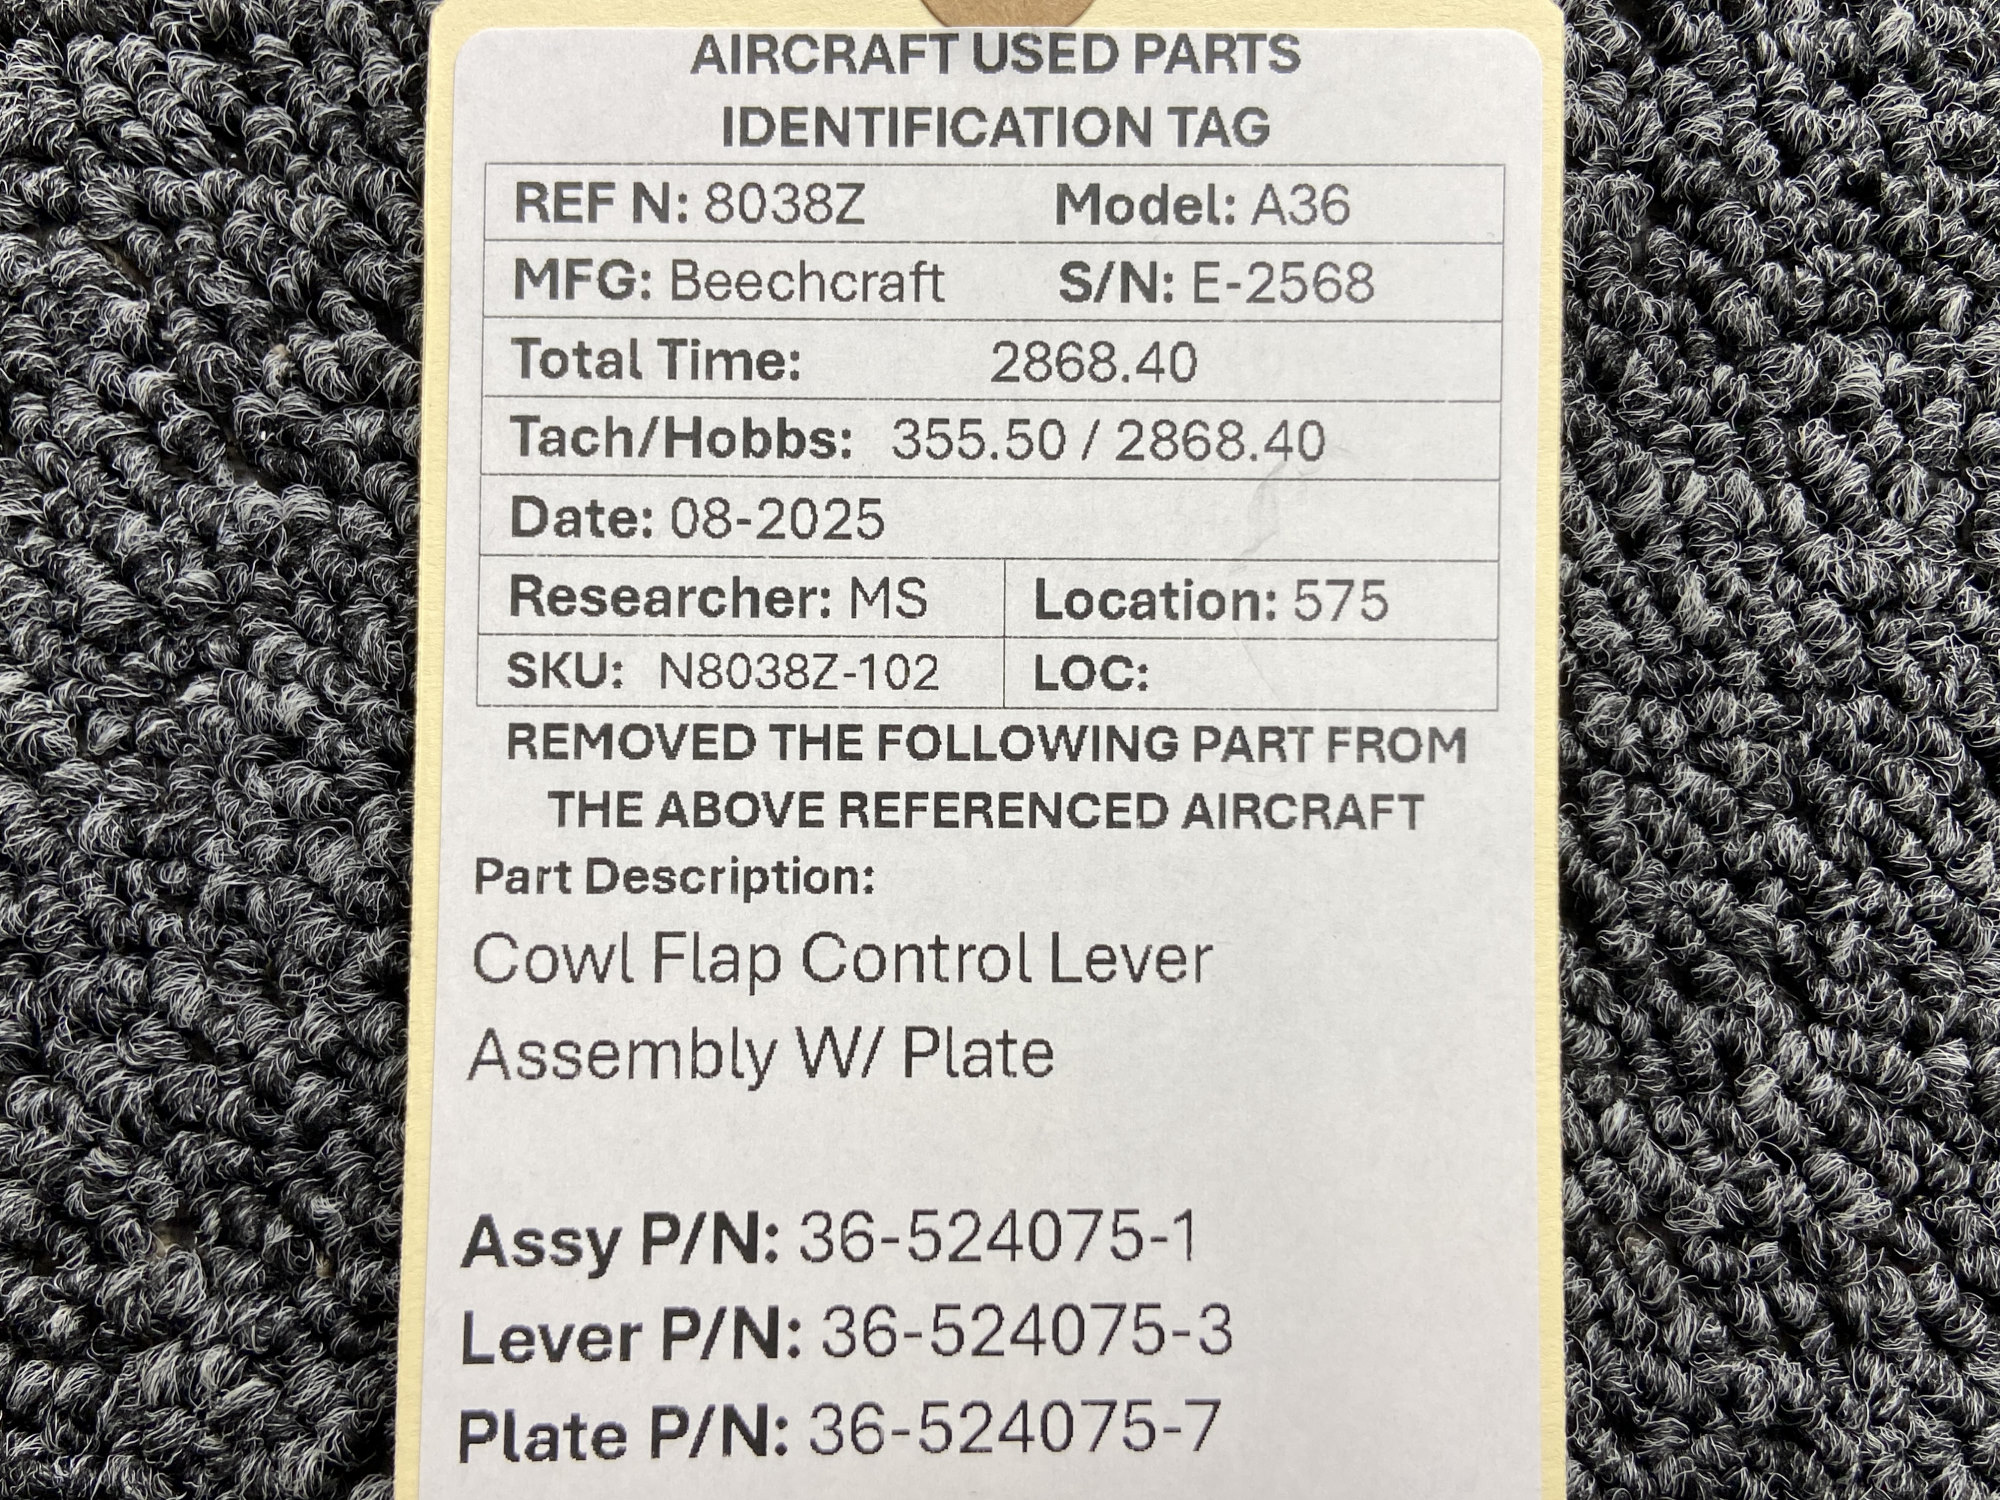 AIRCRAFT USED PARTS
IDENTIFICATION TAG
REF N: 8038Z Model: A36
MFG: Beechcraft S/N: E-2568
Total Time: 2868.40
Tach/Hobbs: 355.50 / 2868.40
Date: 08-2025
Researcher: MS Location: 575
SKU: N8038Z-102 LOC:
REMOVED THE FOLLOWING PART FROM
THE ABOVE REFERENCED AIRCRAFT
Part Description:
Cowl Flap Control Lever
Assembly W/ Plate
Assy P/N: 36-524075-1
Lever P/N: 36-524075-3
Plate P/N: 36-524075-7